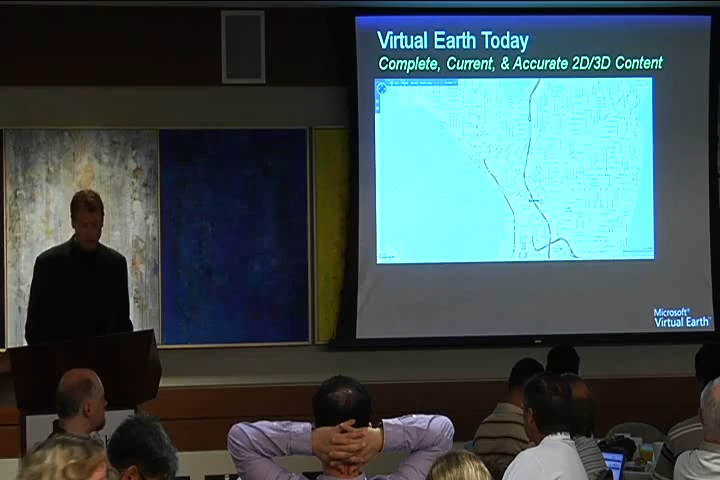 Virtual Earth Today
Complete, Current, & Accurate 2D/3D Content
Microsoft®
Virtual Earth™